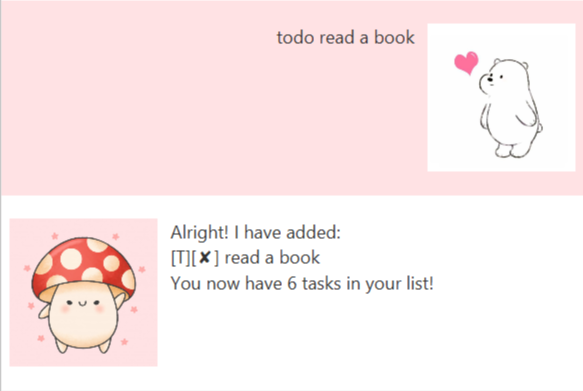 todo read a book
Alright! I have added:
[T][✘] read a book
You now have 6 tasks in your list!